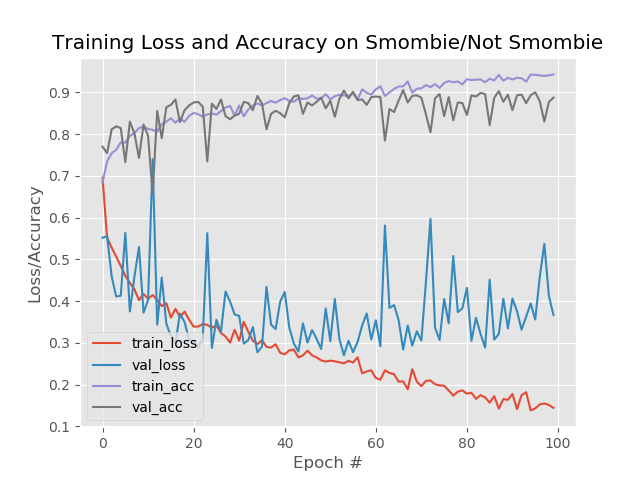 Training Loss and Accuracy on Smombie/Not Smombie
Loss/Accuracy
0.9
0.8
0.7
0.6
0.5
0.4
0.3
0.2
0.1
train_loss
val_loss
train_acc
val_acc
0 20 40 60 80 100
Epoch #